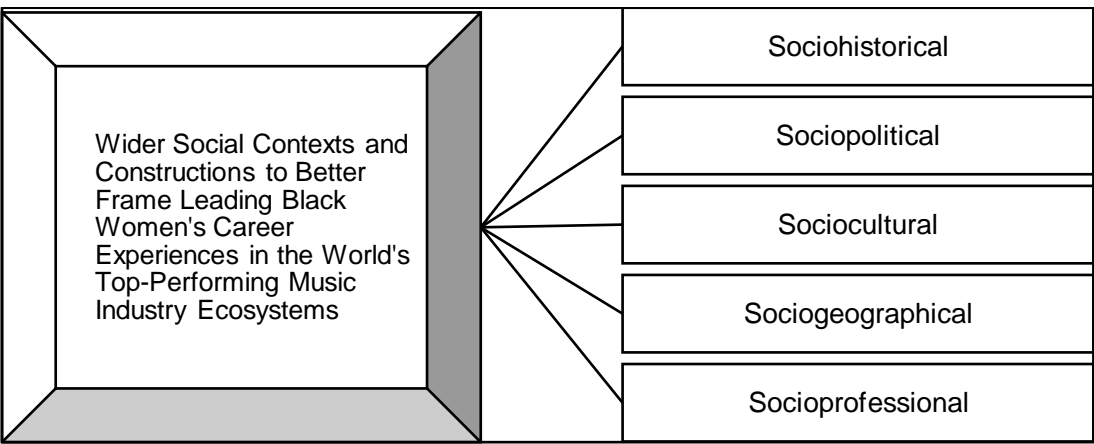 Wider Social Contexts and
Constructions to Better
Frame Leading Black
Women's Career
Experiences in the World's
Top-Performing Music
Industry Ecosystems
Sociohistorical
Sociopolitical
Sociocultural
Sociogeographical
Socioprofessional